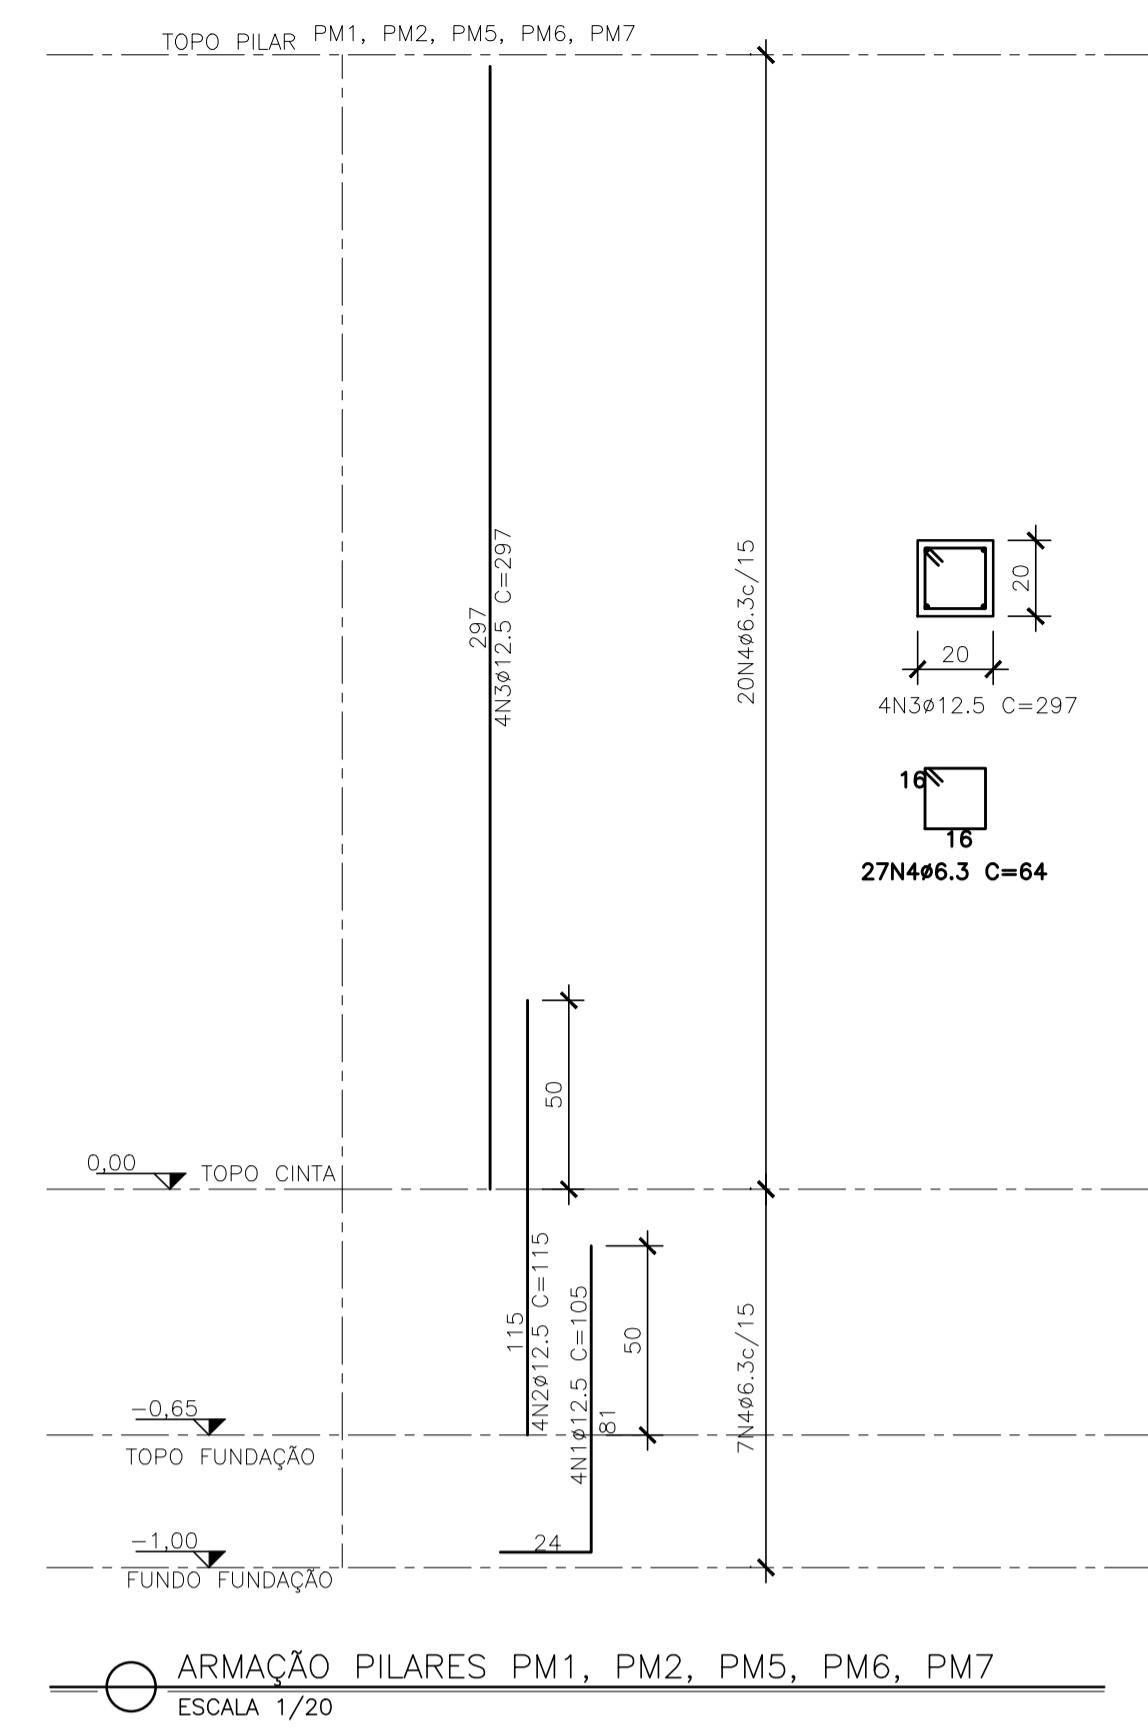 TOPO PILAR PM1, PM2, PM5, PM6, PM7
297
4N3ø12.5 C=297
20N4ø6.3c/15
20
20
4N3ø12.5 C=297
16
16
27N4ø6.3 C=64
50
0,00 TOPO CINTA
115
4N2ø12.5 C=115
4N1ø12.5 C=105
81
50
7N4ø6.3c/15
-0,65
TOPO FUNDAÇÃO
-1,00
24
FUNDO FUNDAÇÃO
ARMAÇÃO PILARES PM1, PM2, PM5, PM6, PM7
ESCALA 1/20